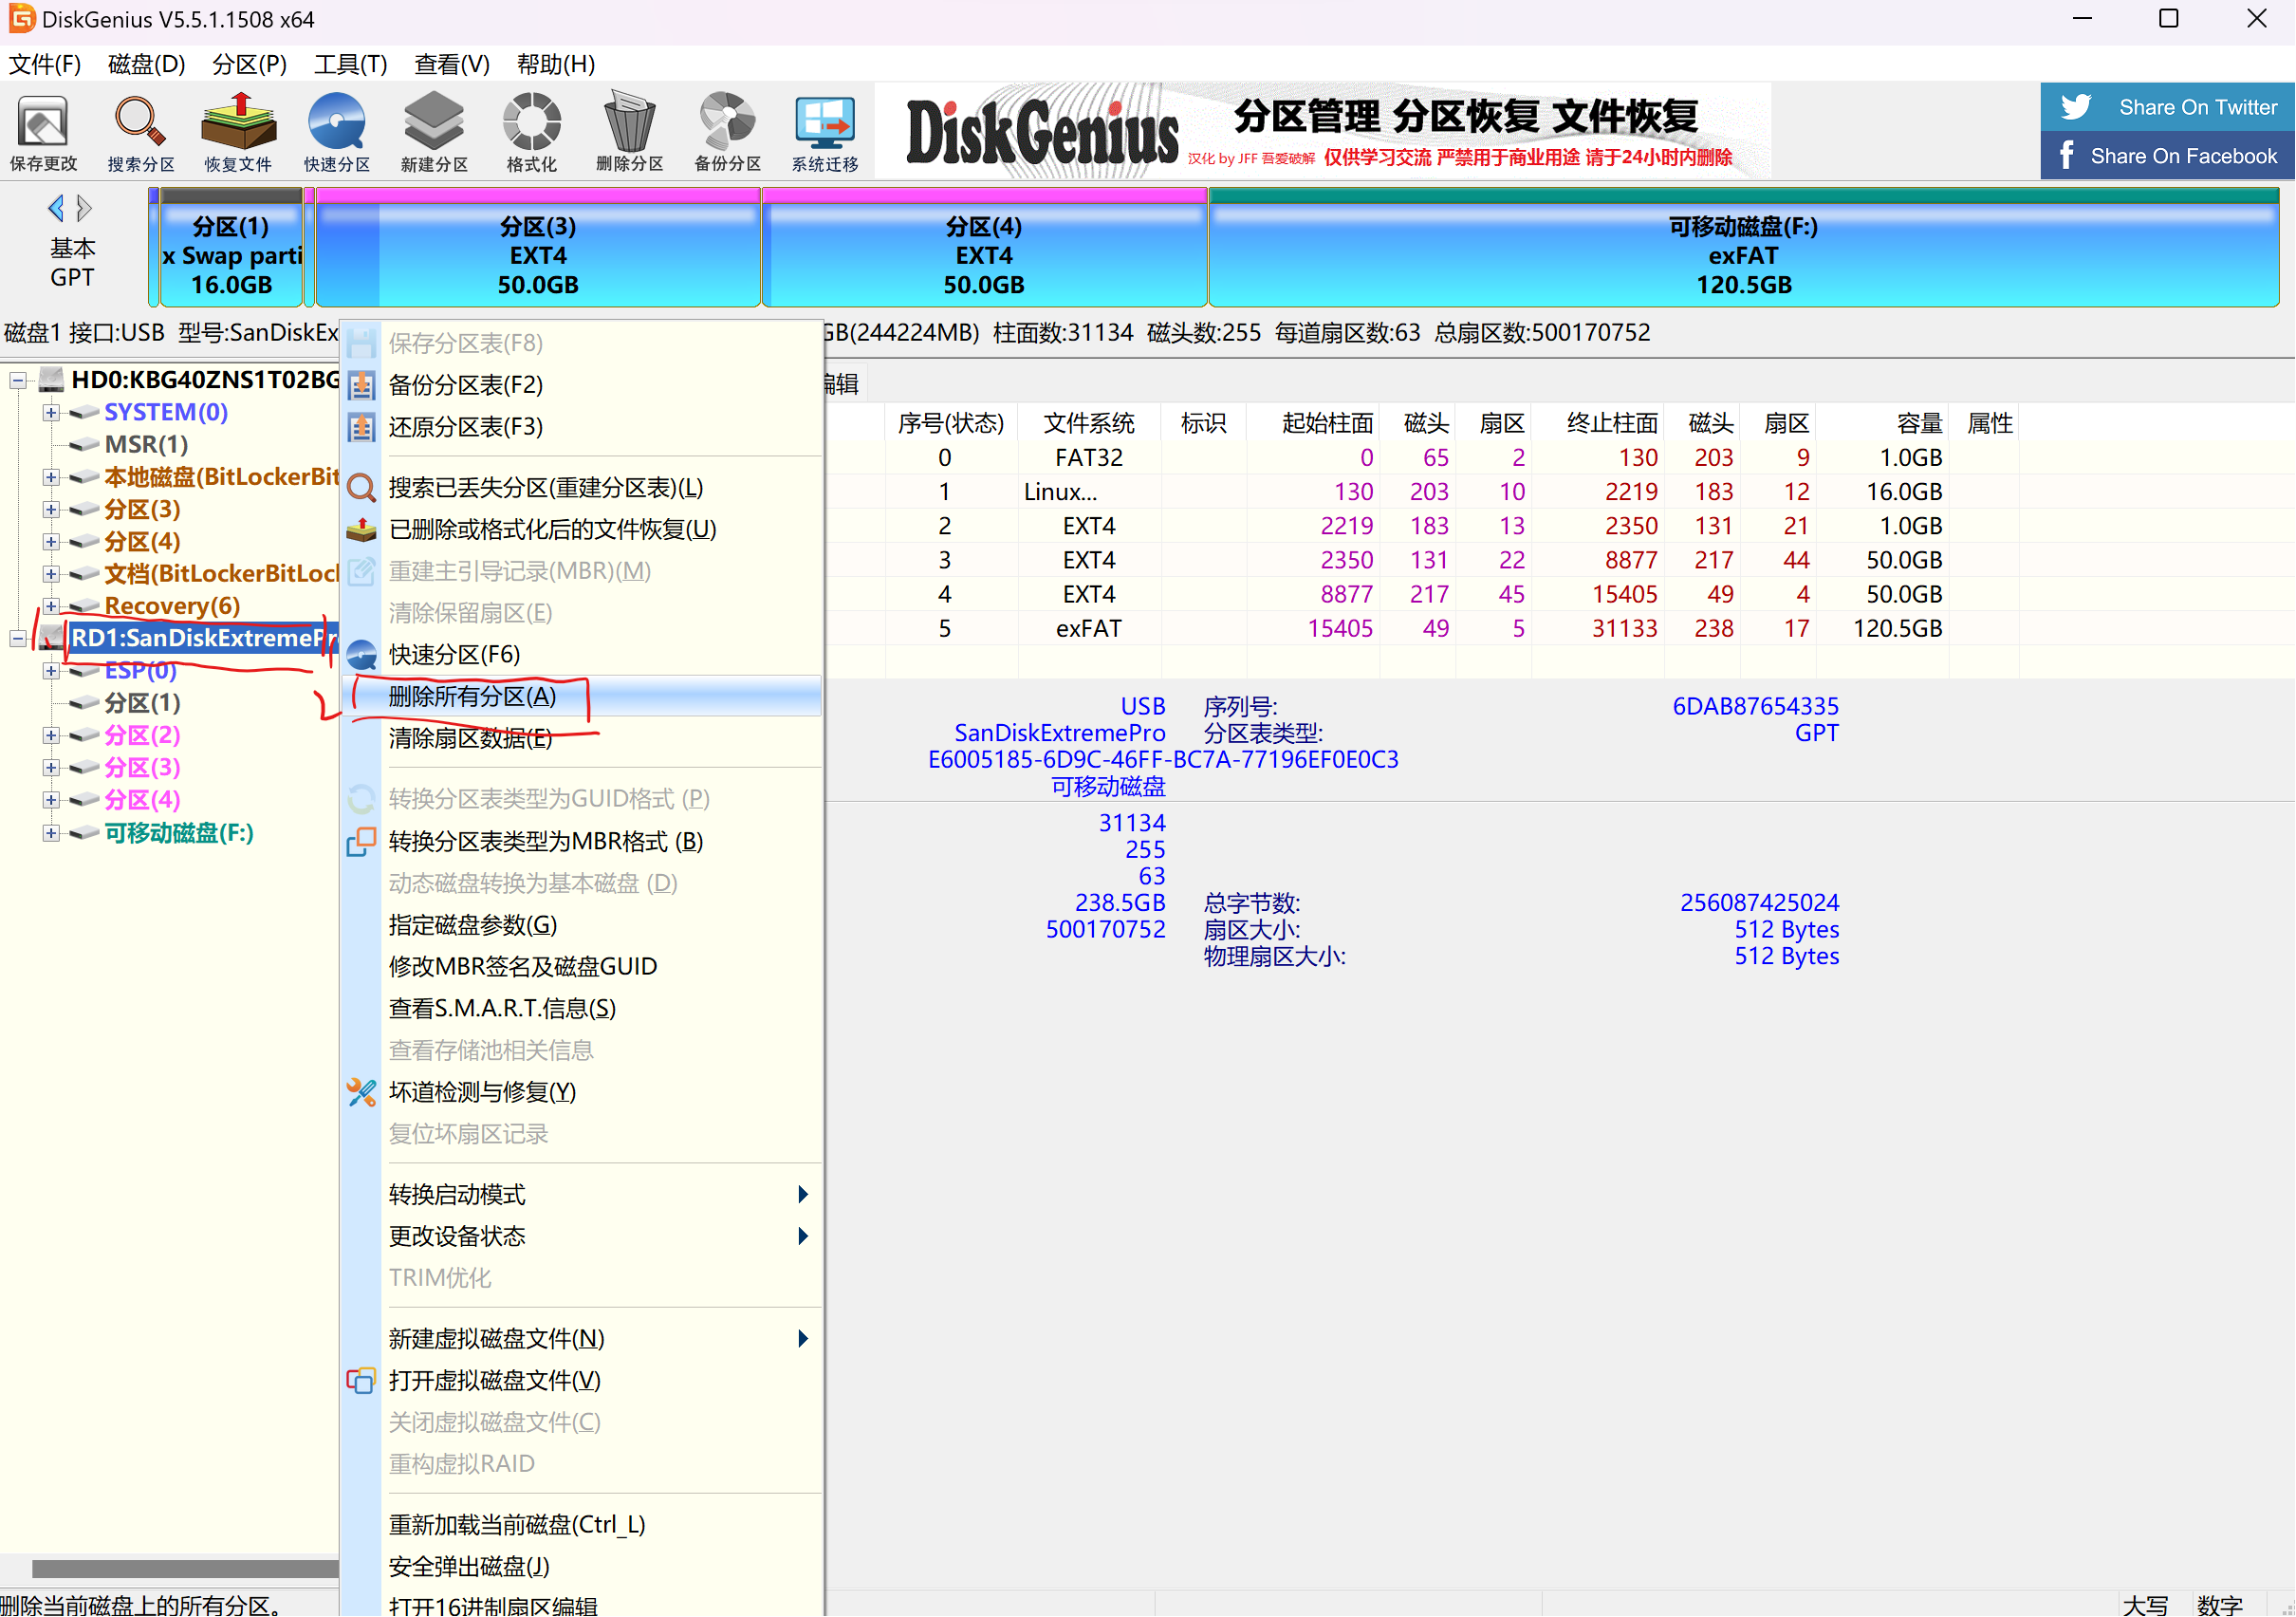 DiskGenius V5.5.1.1508 x64
文件(F) 磁盘(D) 分区(P) 工具(T) 查看(V) 帮助(H)
保存更改 搜索分区 恢复文件 快速分区 新建分区 格式化 删除分区 备份分区 系统迁移
DiskGenius 分区管理 分区恢复 文件恢复
汉化 by JFF 吾爱破解 仅供学习交流 严禁用于商业用途 请于24小时内删除
Share On Twitter
Share On Facebook
基本
GPT
分区(1)
x Swap parti
16.0GB
分区(3)
EXT4
50.0GB
分区(4)
EXT4
50.0GB
可移动磁盘(F:)
exFAT
120.5GB
磁盘1 接口:USB 型号:SanDiskEx GB(244224MB) 柱面数:31134 磁头数:255 每道扇区数:63 总扇区数:500170752
HD0:KBG40ZNS1T02BG
SYSTEM(0)
MSR(1)
本地磁盘(BitLockerBit
分区(3)
分区(4)
文档(BitLockerBitLocl
Recovery(6)
RD1:SanDiskExtremePr
ESP(0)
分区(1)
分区(2)
分区(3)
分区(4)
可移动磁盘(F:)
保存分区表(F8)
备份分区表(F2)
还原分区表(F3)
搜索已丢失分区(重建分区表)(L)
已删除或格式化后的文件恢复(U)
重建主引导记录(MBR)(M)
清除保留扇区(E)
快速分区(F6)
删除所有分区(A)
清除扇区数据(E)
转换分区表类型为GUID格式 (P)
转换分区表类型为MBR格式 (B)
动态磁盘转换为基本磁盘 (D)
指定磁盘参数(G)
修改MBR签名及磁盘GUID
查看S.M.A.R.T.信息(S)
查看存储池相关信息
坏道检测与修复(Y)
复位坏扇区记录
转换启动模式
更改设备状态
TRIM优化
新建虚拟磁盘文件(N)
打开虚拟磁盘文件(V)
关闭虚拟磁盘文件(C)
重构虚拟RAID
重新加载当前磁盘(Ctrl_L)
安全弹出磁盘(J)
打开16进制扇区编辑
编辑
序号(状态) 文件系统 标识 起始柱面 磁头 扇区 终止柱面 磁头 扇区 容量 属性
0 FAT32 0 65 2 130 203 9 1.0GB
1 Linux... 130 203 10 2219 183 12 16.0GB
2 EXT4 2219 183 13 2350 131 21 1.0GB
3 EXT4 2350 131 22 8877 217 44 50.0GB
4 EXT4 8877 217 45 15405 49 4 50.0GB
5 exFAT 15405 49 5 31133 238 17 120.5GB
USB 序列号: 6DAB87654335
SanDiskExtremePro 分区表类型: GPT
E6005185-6D9C-46FF-BC7A-77196EF0E0C3
可移动磁盘
31134
255
63
238.5GB 总字节数: 256087425024
500170752 扇区大小: 512 Bytes
物理扇区大小: 512 Bytes
删除当前磁盘上的所有分区。 大写 数字